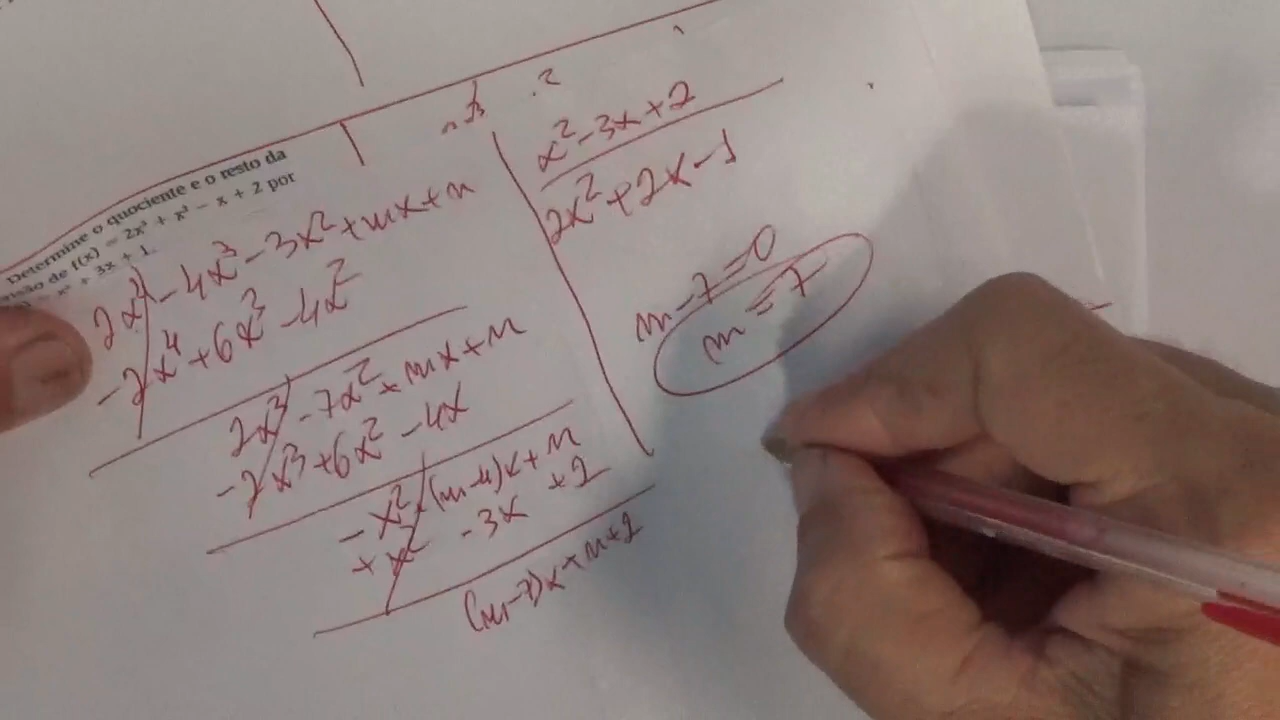 Determine o quociente e o resto da
de f(x) = 2x³ + x² − x + 2 por
x² + 3x + 1.
2x⁴ - 4x³ - 3x² + mx + n
x² - 3x + 2
- 2x⁴ + 6x³ - 4x²
2x² + 2x - 1
2x³ - 7x² + mx + n
- 2x³ + 6x² - 4x
- x² + (m-4)x + n
+ x² - 3x + 2
(m-7)x + n + 2
m - 7 = 0
m = 7